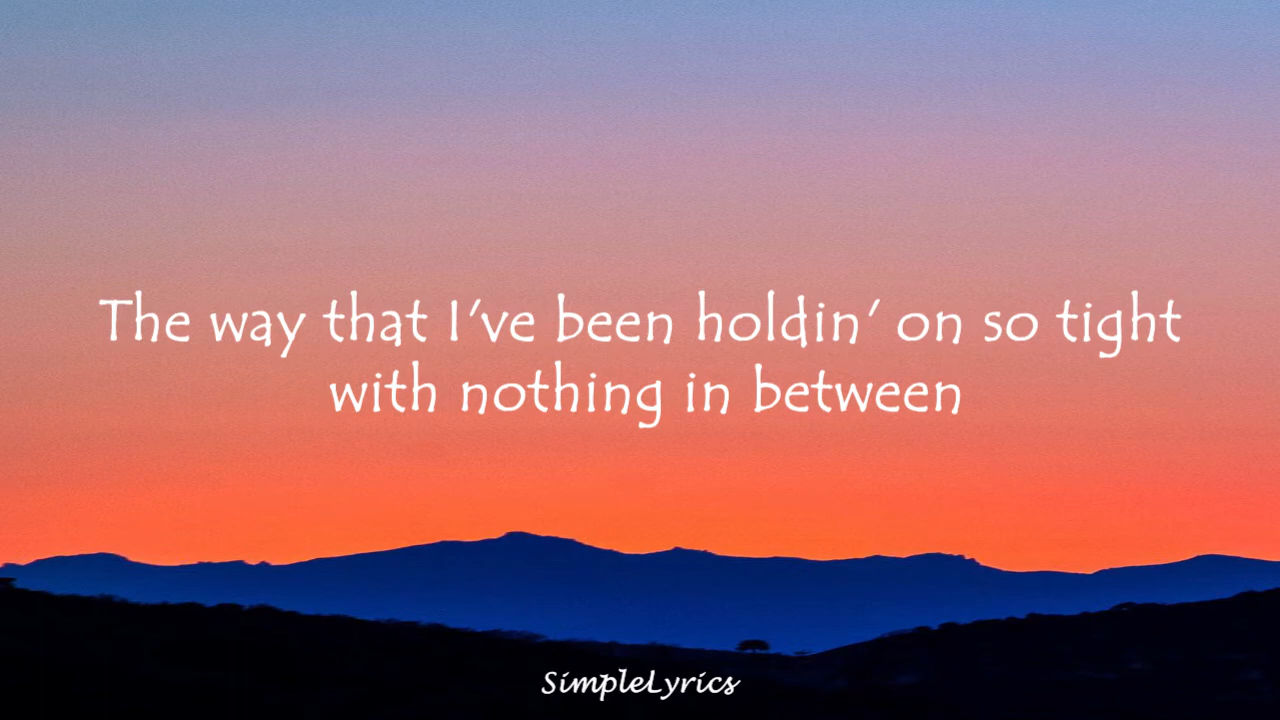 The way that I've been holdin' on so tight
with nothing in between
SimpleLyrics